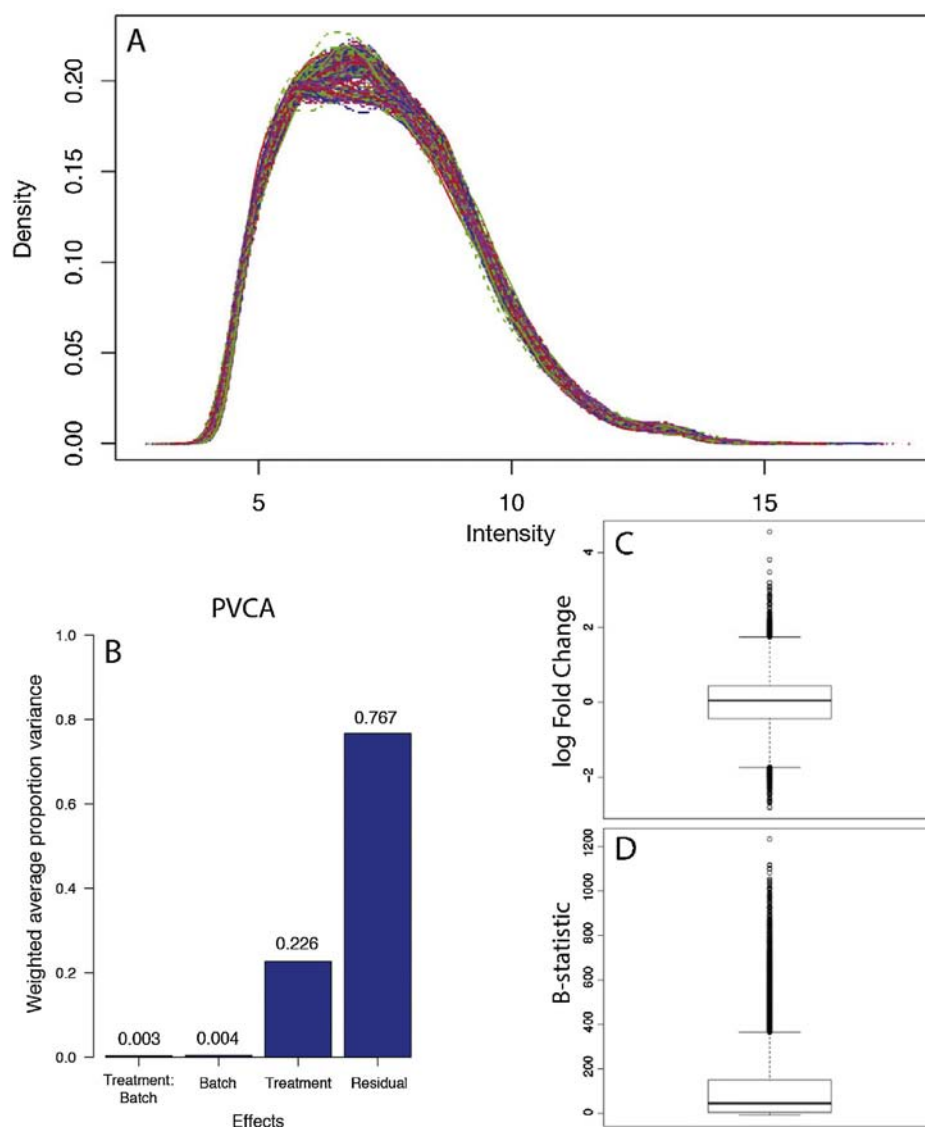 A
Density
0.00
0.05
0.10
0.15
0.20
5
10
15
Intensity
PVCA
B
Weighted average proportion variance
0.0
0.2
0.4
0.6
0.8
1.0
0.003
0.004
0.226
0.767
Treatment:
Batch
Batch
Treatment
Residual
Effects
C
log Fold Change
-2
0
2
4
D
B-statistic
0
200
400
600
800
1000
1200